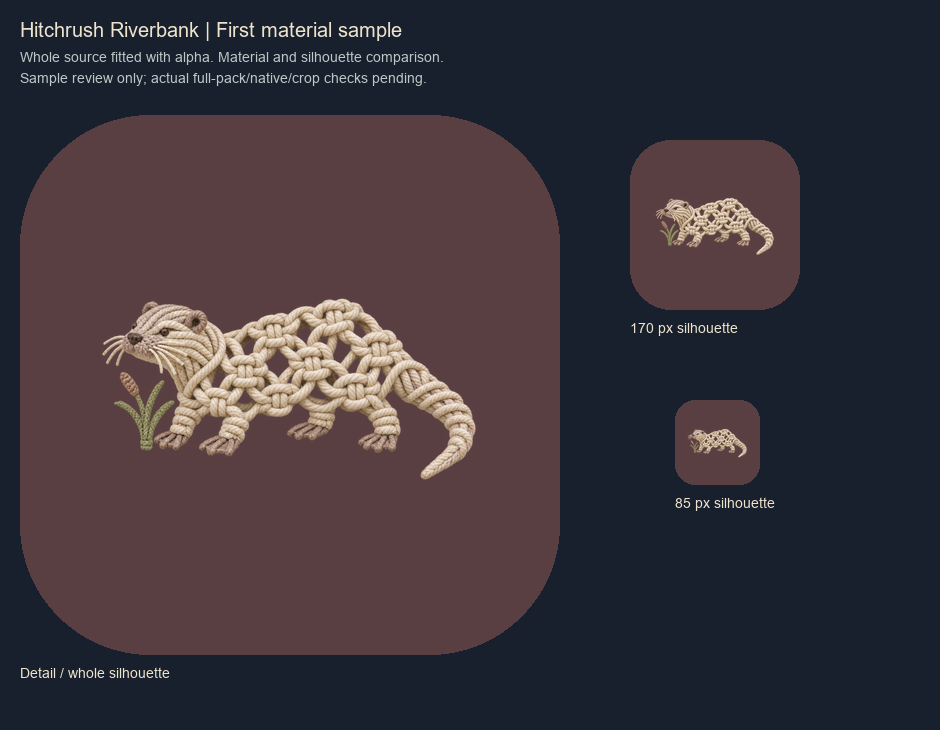 Hitchrush Riverbank | First material sample
Whole source fitted with alpha. Material and silhouette comparison.
Sample review only; actual full-pack/native/crop checks pending.
170 px silhouette
85 px silhouette
Detail / whole silhouette